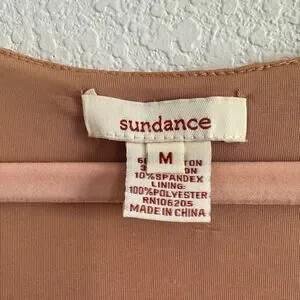 sundance
M
10%SPANDEX
LINING:
100%POLYESTER
RN106205
MADE IN CHINA